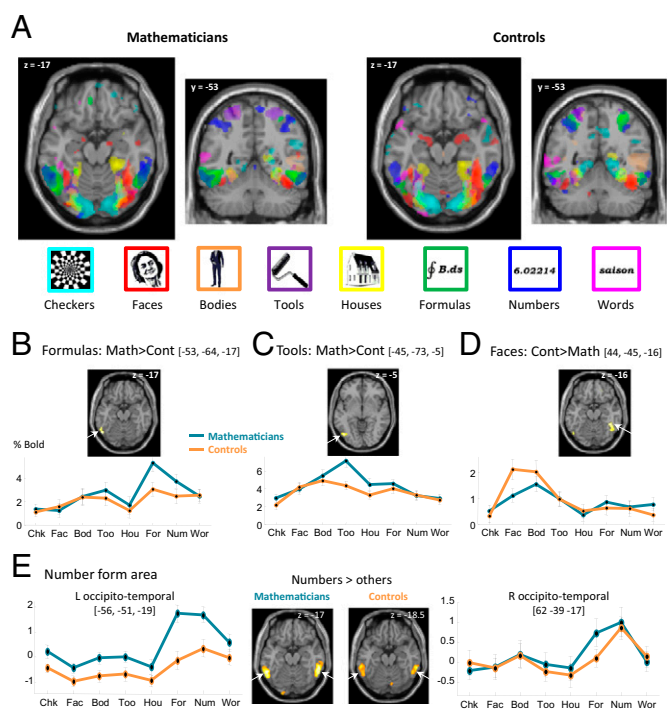 A
Mathematicians
Controls
z = -17
y = -53
z = -17
y = -53
∮ B.ds
6.02214
saison
Checkers
Faces
Bodies
Tools
Houses
Formulas
Numbers
Words
B Formulas: Math>Cont [-53, -64, -17]
C Tools: Math>Cont [-45, -73, -5]
D Faces: Cont>Math [44, -45, -16]
z = -17
z = -5
z = -16
% Bold
Mathematicians
Controls
4
2
0
Chk Fac Bod Too Hou For Num Wor
6
4
2
0
Chk Fac Bod Too Hou For Num Wor
3
2
1
0
Chk Fac Bod Too Hou For Num Wor
E Number form area
L occipito-temporal
[-56, -51, -19]
2
1
0
-1
Chk Fac Bod Too Hou For Num Wor
Numbers > others
Mathematicians
Controls
z = -17
z = -18.5
R occipito-temporal
[62 -39 -17]
1.5
1
0.5
0
-0.5
Chk Fac Bod Too Hou For Num Wor